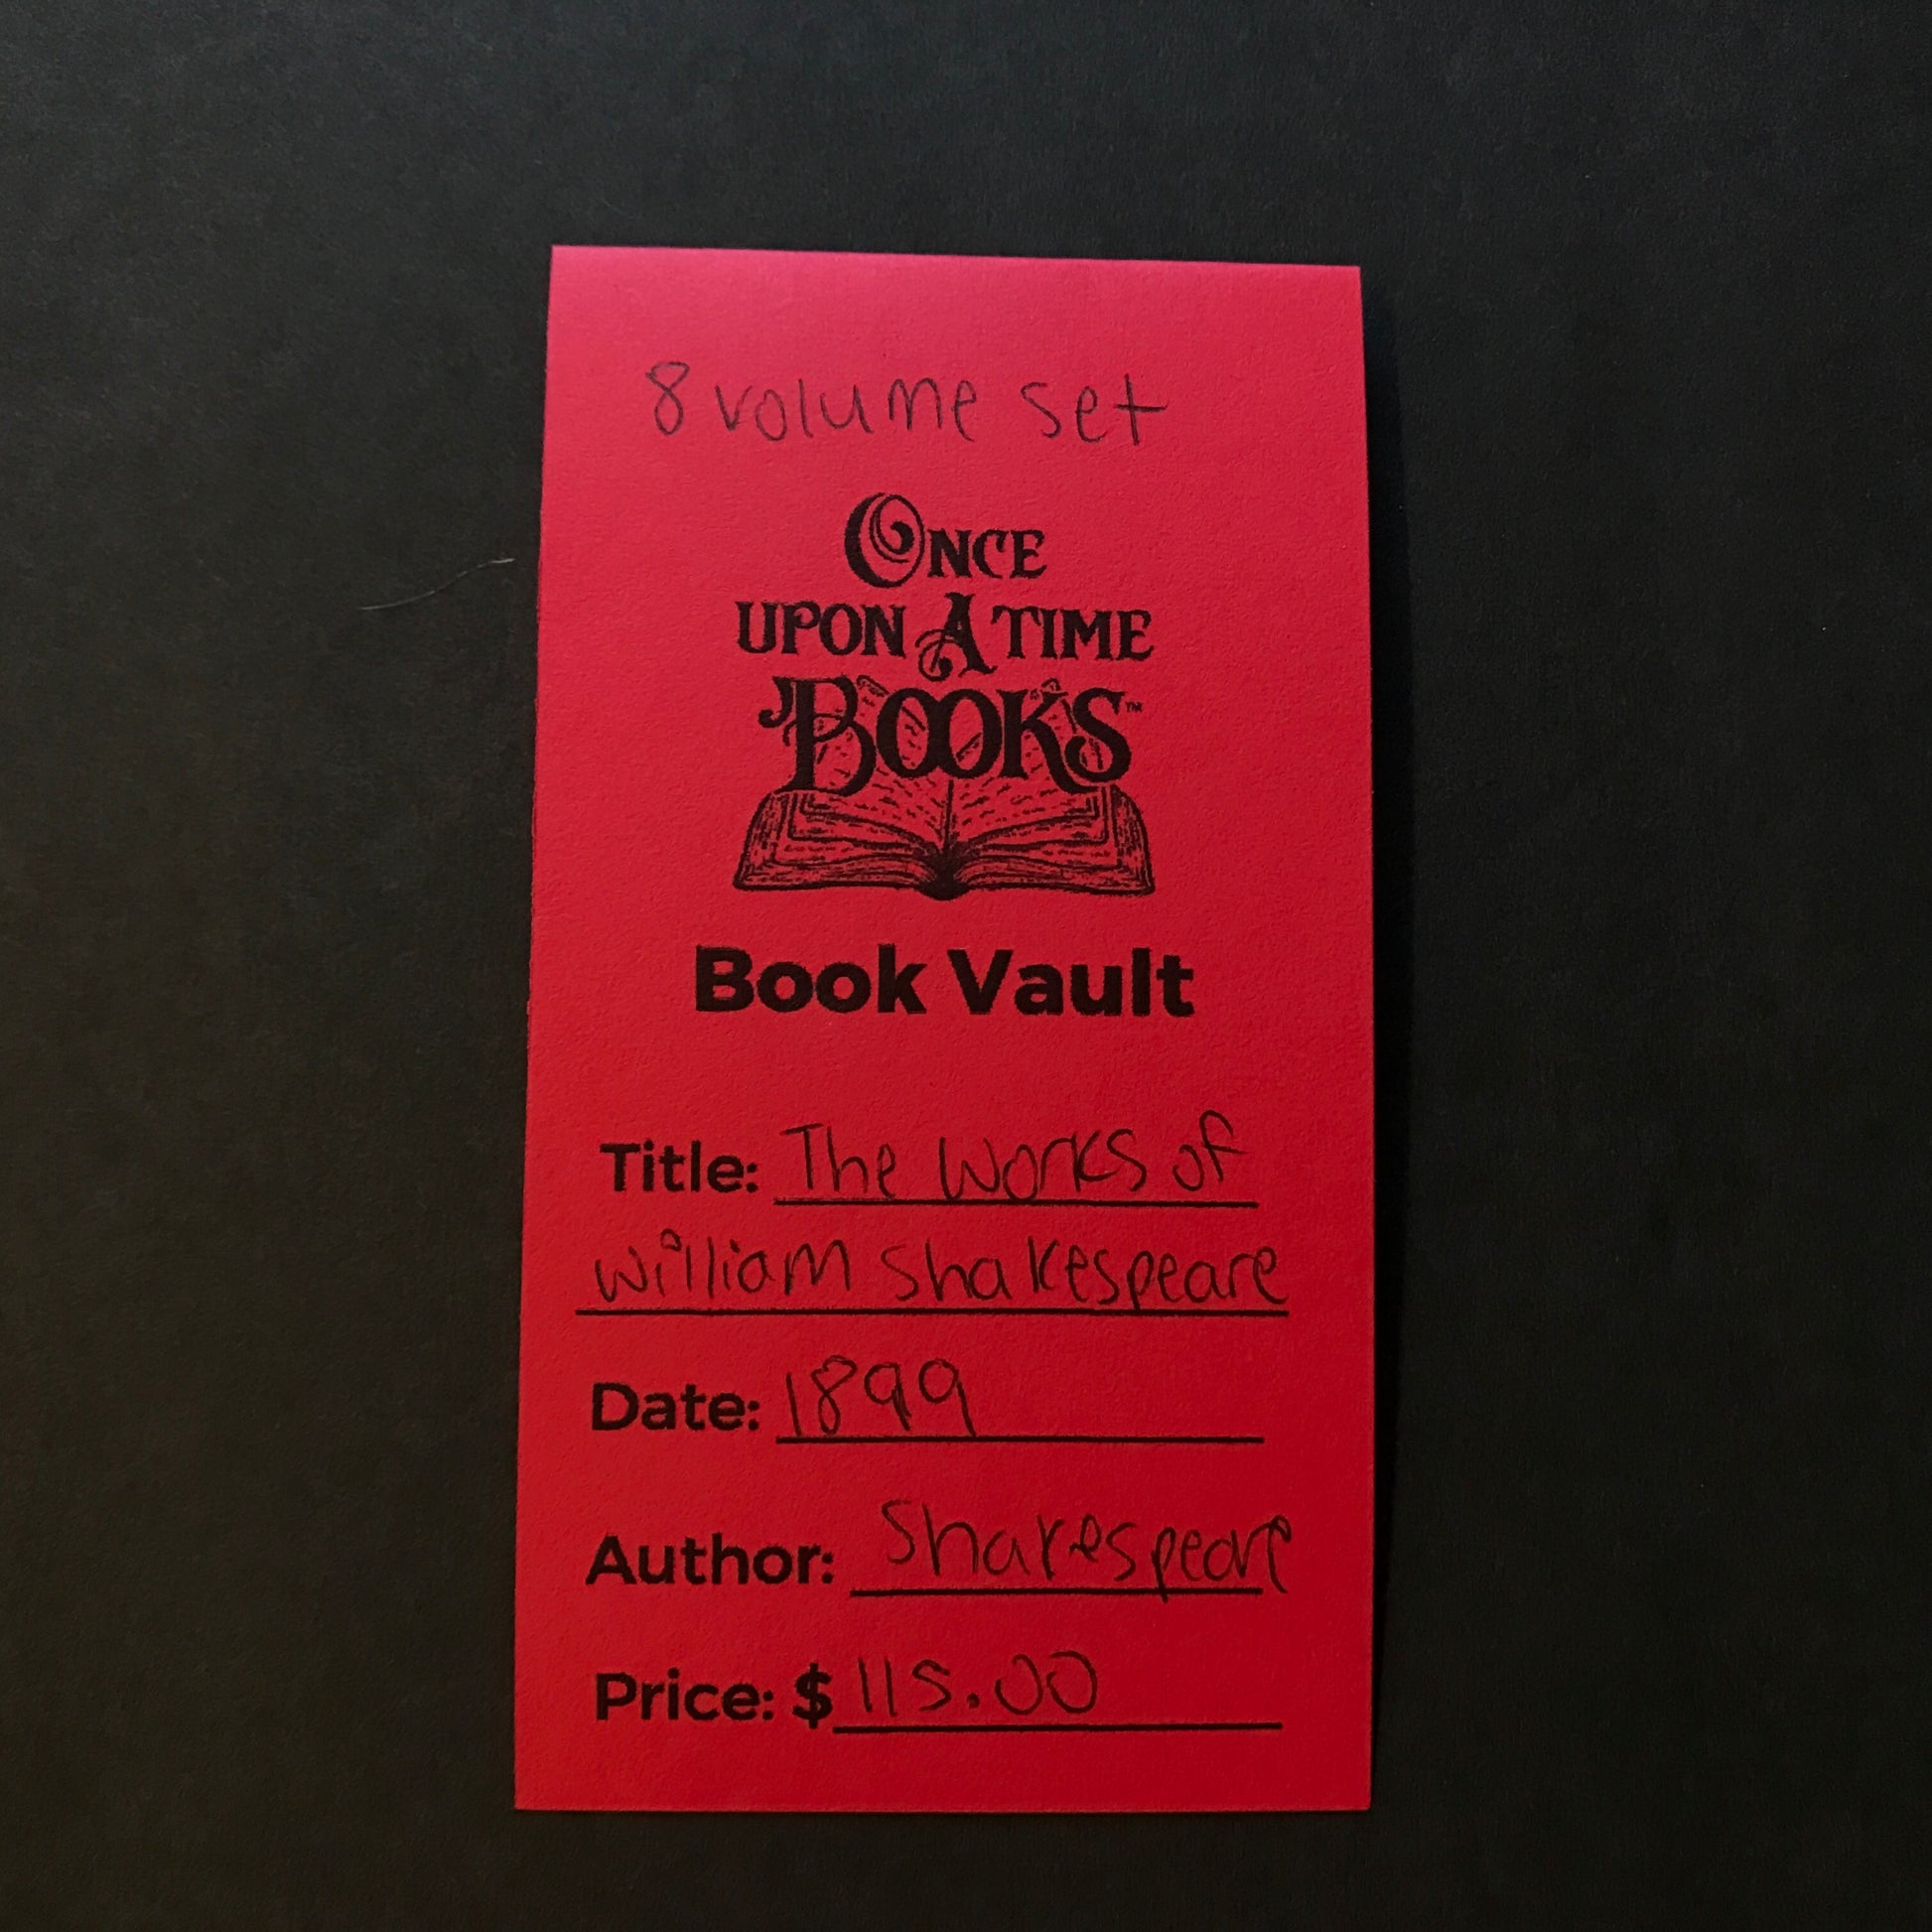 8 volume set
ONCE
UPON A TIME
BOOKS™
Book Vault
Title: The Works of
William Shakespeare
Date: 1899
Author: Shakespeare
Price: $115.00